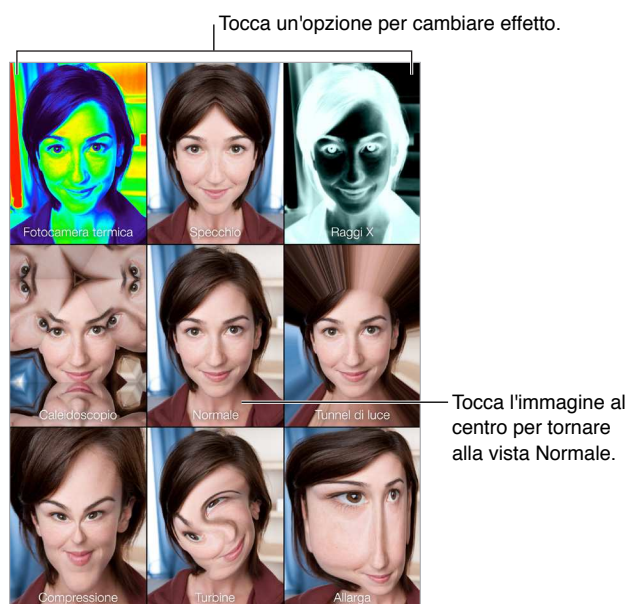 Tocca un'opzione per cambiare effetto.
Fotocamera termica
Specchio
Raggi X
Caleidoscopio
Normale
Tunnel di luce
Tocca l'immagine al
centro per tornare
alla vista Normale.
Compressione
Turbine
Allarga